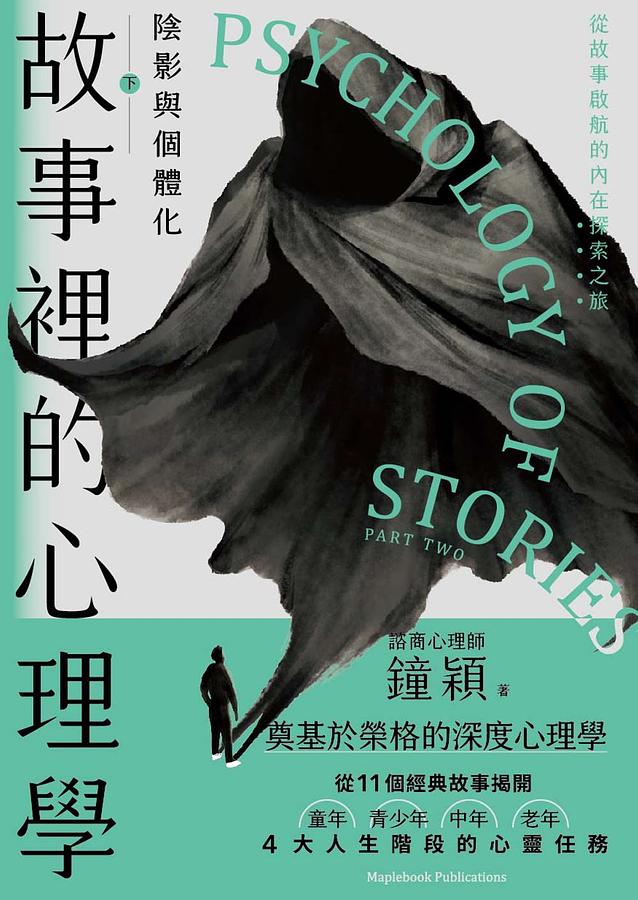 故事裡的心理學
下
陰影與個體化
PSYCHOLOGY OF
STORIES
PART TWO
從故事啟航的內在探索之旅
諮商心理師
鐘穎 著
奠基於榮格的深度心理學
從11個經典故事揭開
童年 青少年 中年 老年
4大人生階段的心靈任務
Maplebook Publications